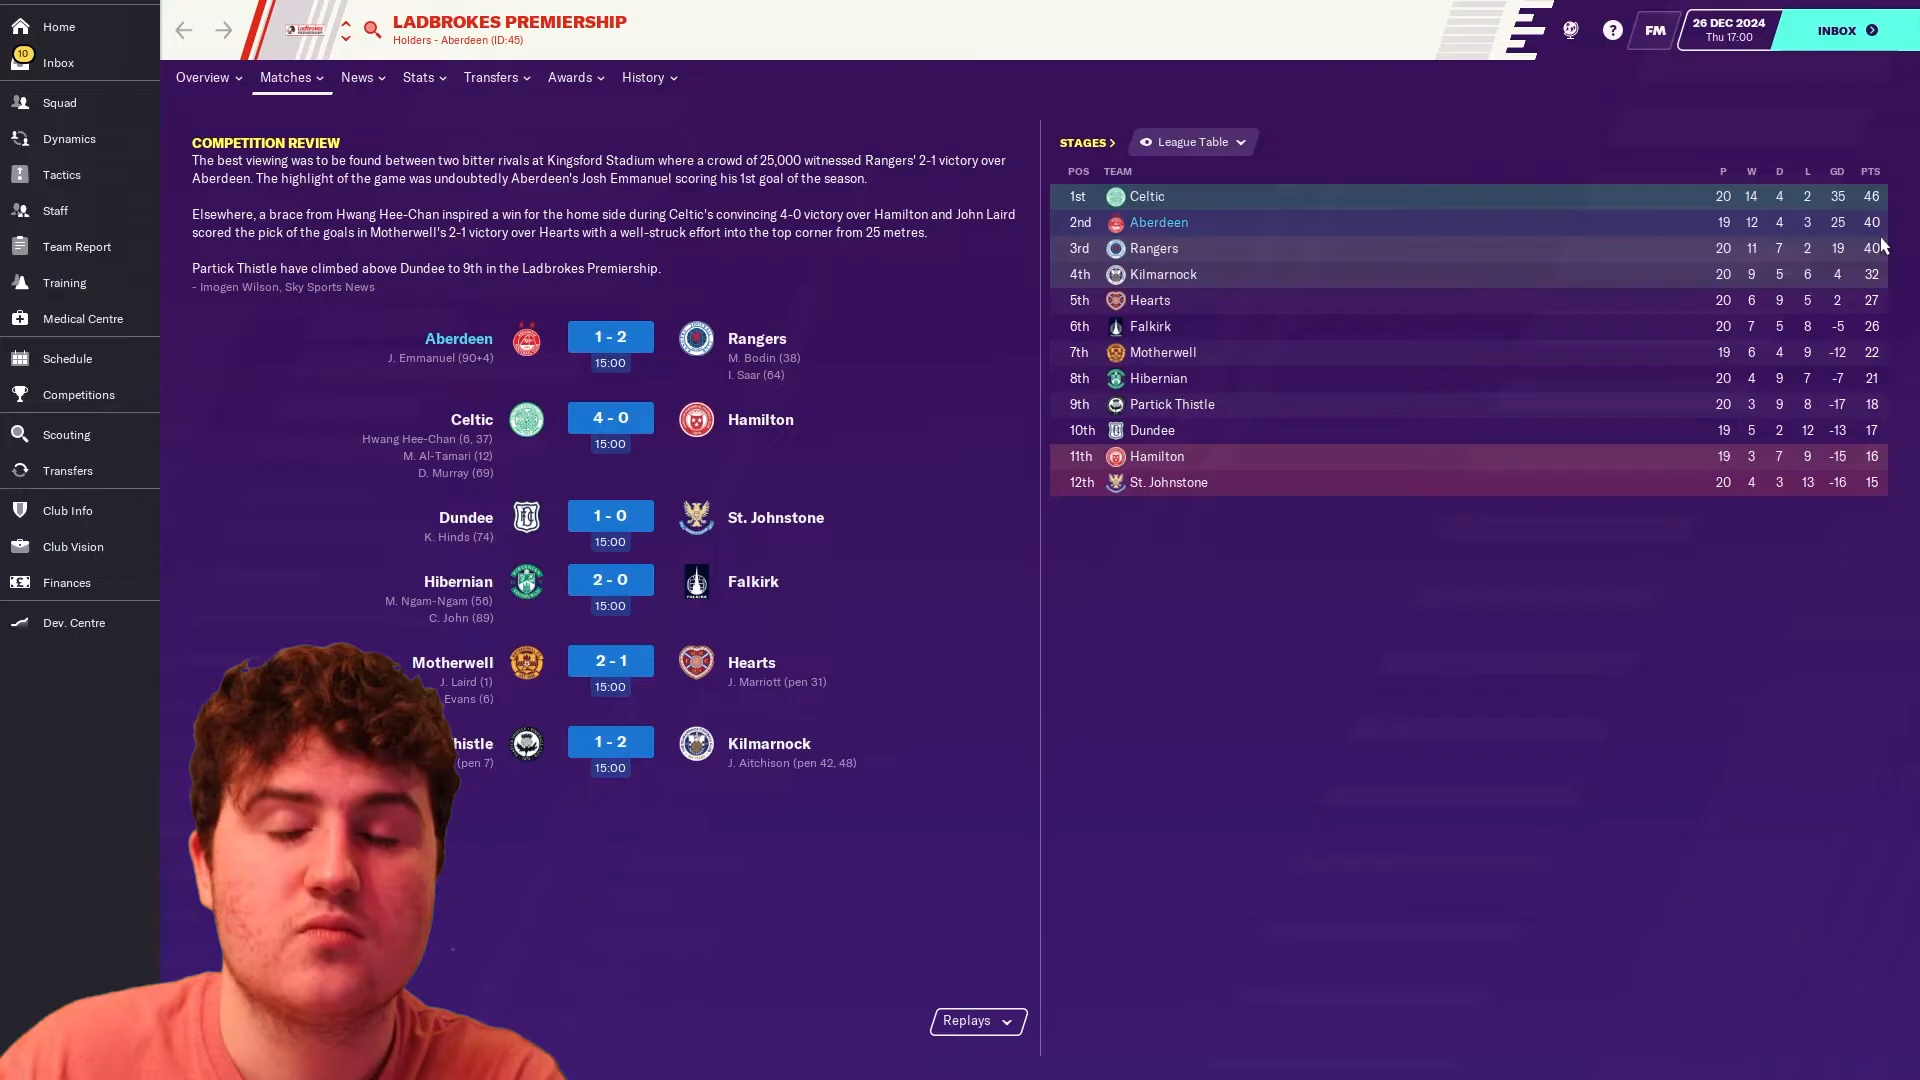 Home
10
Inbox
Squad
Dynamics
Tactics
Staff
Team Report
Training
Medical Centre
Schedule
Competitions
Scouting
Transfers
Club Info
Club Vision
Finances
Dev. Centre
LADBROKES PREMIERSHIP
Holders - Aberdeen (ID:45)
?
FM
26 DEC 2024
Thu 17:00
INBOX
Overview Matches News Stats Transfers Awards History
COMPETITION REVIEW
The best viewing was to be found between two bitter rivals at Kingsford Stadium where a crowd of 25,000 witnessed Rangers' 2-1 victory over
Aberdeen. The highlight of the game was undoubtedly Aberdeen's Josh Emmanuel scoring his 1st goal of the season.
Elsewhere, a brace from Hwang Hee-Chan inspired a win for the home side during Celtic's convincing 4-0 victory over Hamilton and John Laird
scored the pick of the goals in Motherwell's 2-1 victory over Hearts with a well-struck effort into the top corner from 25 metres.
Partick Thistle have climbed above Dundee to 9th in the Ladbrokes Premiership.
- Imogen Wilson, Sky Sports News
Aberdeen 1 - 2 Rangers
J. Emmanuel (90+4) 15:00 M. Bodin (38)
I. Saar (64)
Celtic 4 - 0 Hamilton
Hwang Hee-Chan (6, 37) 15:00
M. Al-Tamari (12)
D. Murray (69)
Dundee 1 - 0 St. Johnstone
K. Hinds (74) 15:00
Hibernian 2 - 0 Falkirk
M. Ngam-Ngam (56) 15:00
C. John (89)
Motherwell 2 - 1 Hearts
J. Laird (1) 15:00 J. Marriott (pen 31)
Evans (6)
histle 1 - 2 Kilmarnock
(pen 7) 15:00 J. Aitchison (pen 42, 48)
Replays
STAGES League Table
POS TEAM P W D L GD PTS
1st Celtic 20 14 4 2 35 46
2nd Aberdeen 19 12 4 3 25 40
3rd Rangers 20 11 7 2 19 40
4th Kilmarnock 20 9 5 6 4 32
5th Hearts 20 6 9 5 2 27
6th Falkirk 20 7 5 8 -5 26
7th Motherwell 19 6 4 9 -12 22
8th Hibernian 20 4 9 7 -7 21
9th Partick Thistle 20 3 9 8 -17 18
10th Dundee 19 5 2 12 -13 17
11th Hamilton 19 3 7 9 -15 16
12th St. Johnstone 20 4 3 13 -16 15